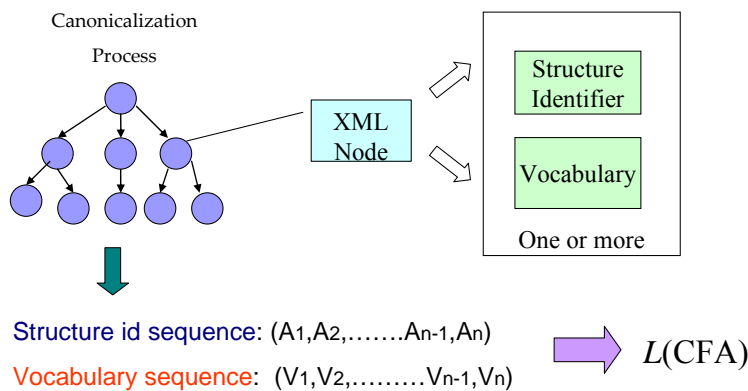 Canonicalization
Process
XML
Node
Structure
Identifier
Vocabulary
One or more
Structure id sequence: (A1,A2,.......An-1,An)
Vocabulary sequence: (V1,V2,.........Vn-1,Vn)
L(CFA)